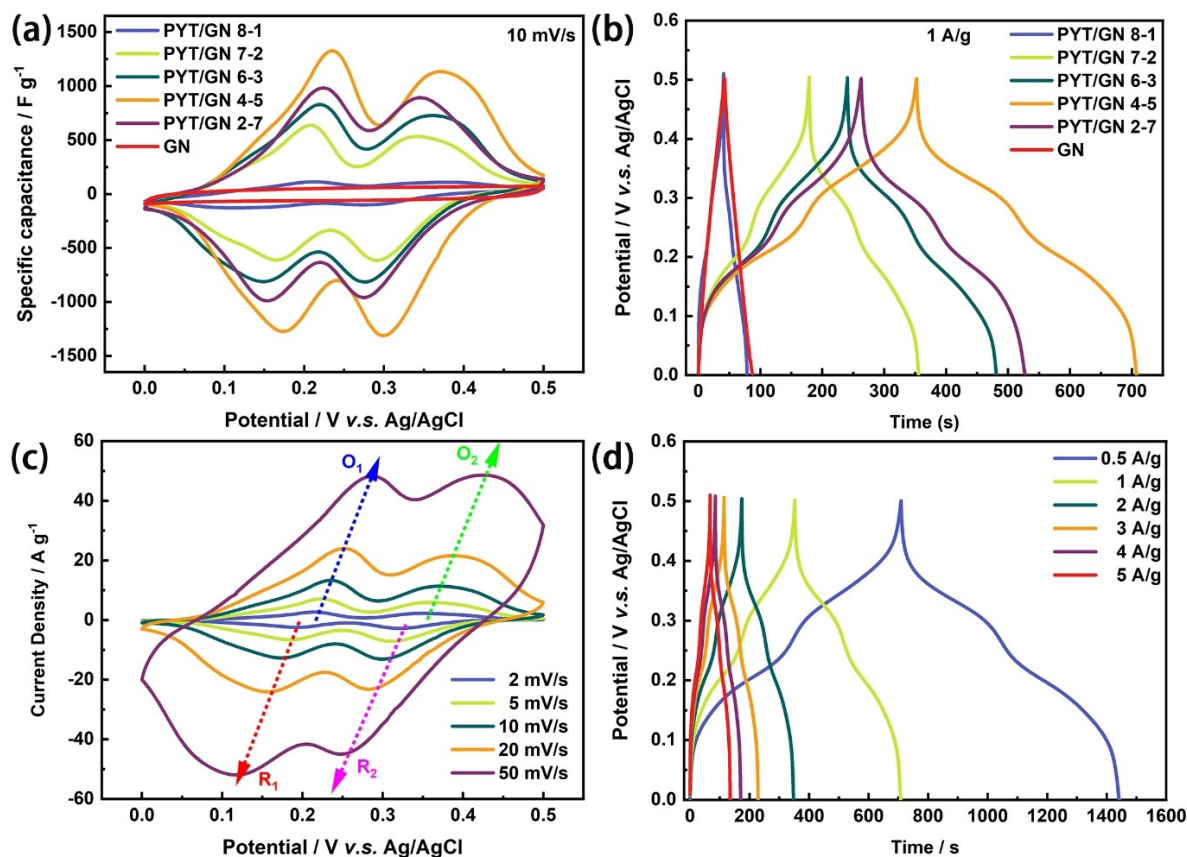 (a)
1500
1000
500
0
-500
-1000
-1500
Specific capacitance / F g⁻¹
PYT/GN 8-1
PYT/GN 7-2
PYT/GN 6-3
PYT/GN 4-5
PYT/GN 2-7
GN
10 mV/s
0.0 0.1 0.2 0.3 0.4 0.5
Potential / V v.s. Ag/AgCl
(b)
0.6
0.5
0.4
0.3
0.2
0.1
0.0
Potential / V v.s. Ag/AgCl
1 A/g
PYT/GN 8-1
PYT/GN 7-2
PYT/GN 6-3
PYT/GN 4-5
PYT/GN 2-7
GN
0 100 200 300 400 500 600 700
Time (s)
(c)
60
40
20
0
-20
-40
-60
Current Density / A g⁻¹
O₁
O₂
R₁
R₂
2 mV/s
5 mV/s
10 mV/s
20 mV/s
50 mV/s
0.0 0.1 0.2 0.3 0.4 0.5
Potential / V v.s. Ag/AgCl
(d)
0.6
0.5
0.4
0.3
0.2
0.1
0.0
Potential / V v.s. Ag/AgCl
0.5 A/g
1 A/g
2 A/g
3 A/g
4 A/g
5 A/g
0 200 400 600 800 1000 1200 1400 1600
Time / s